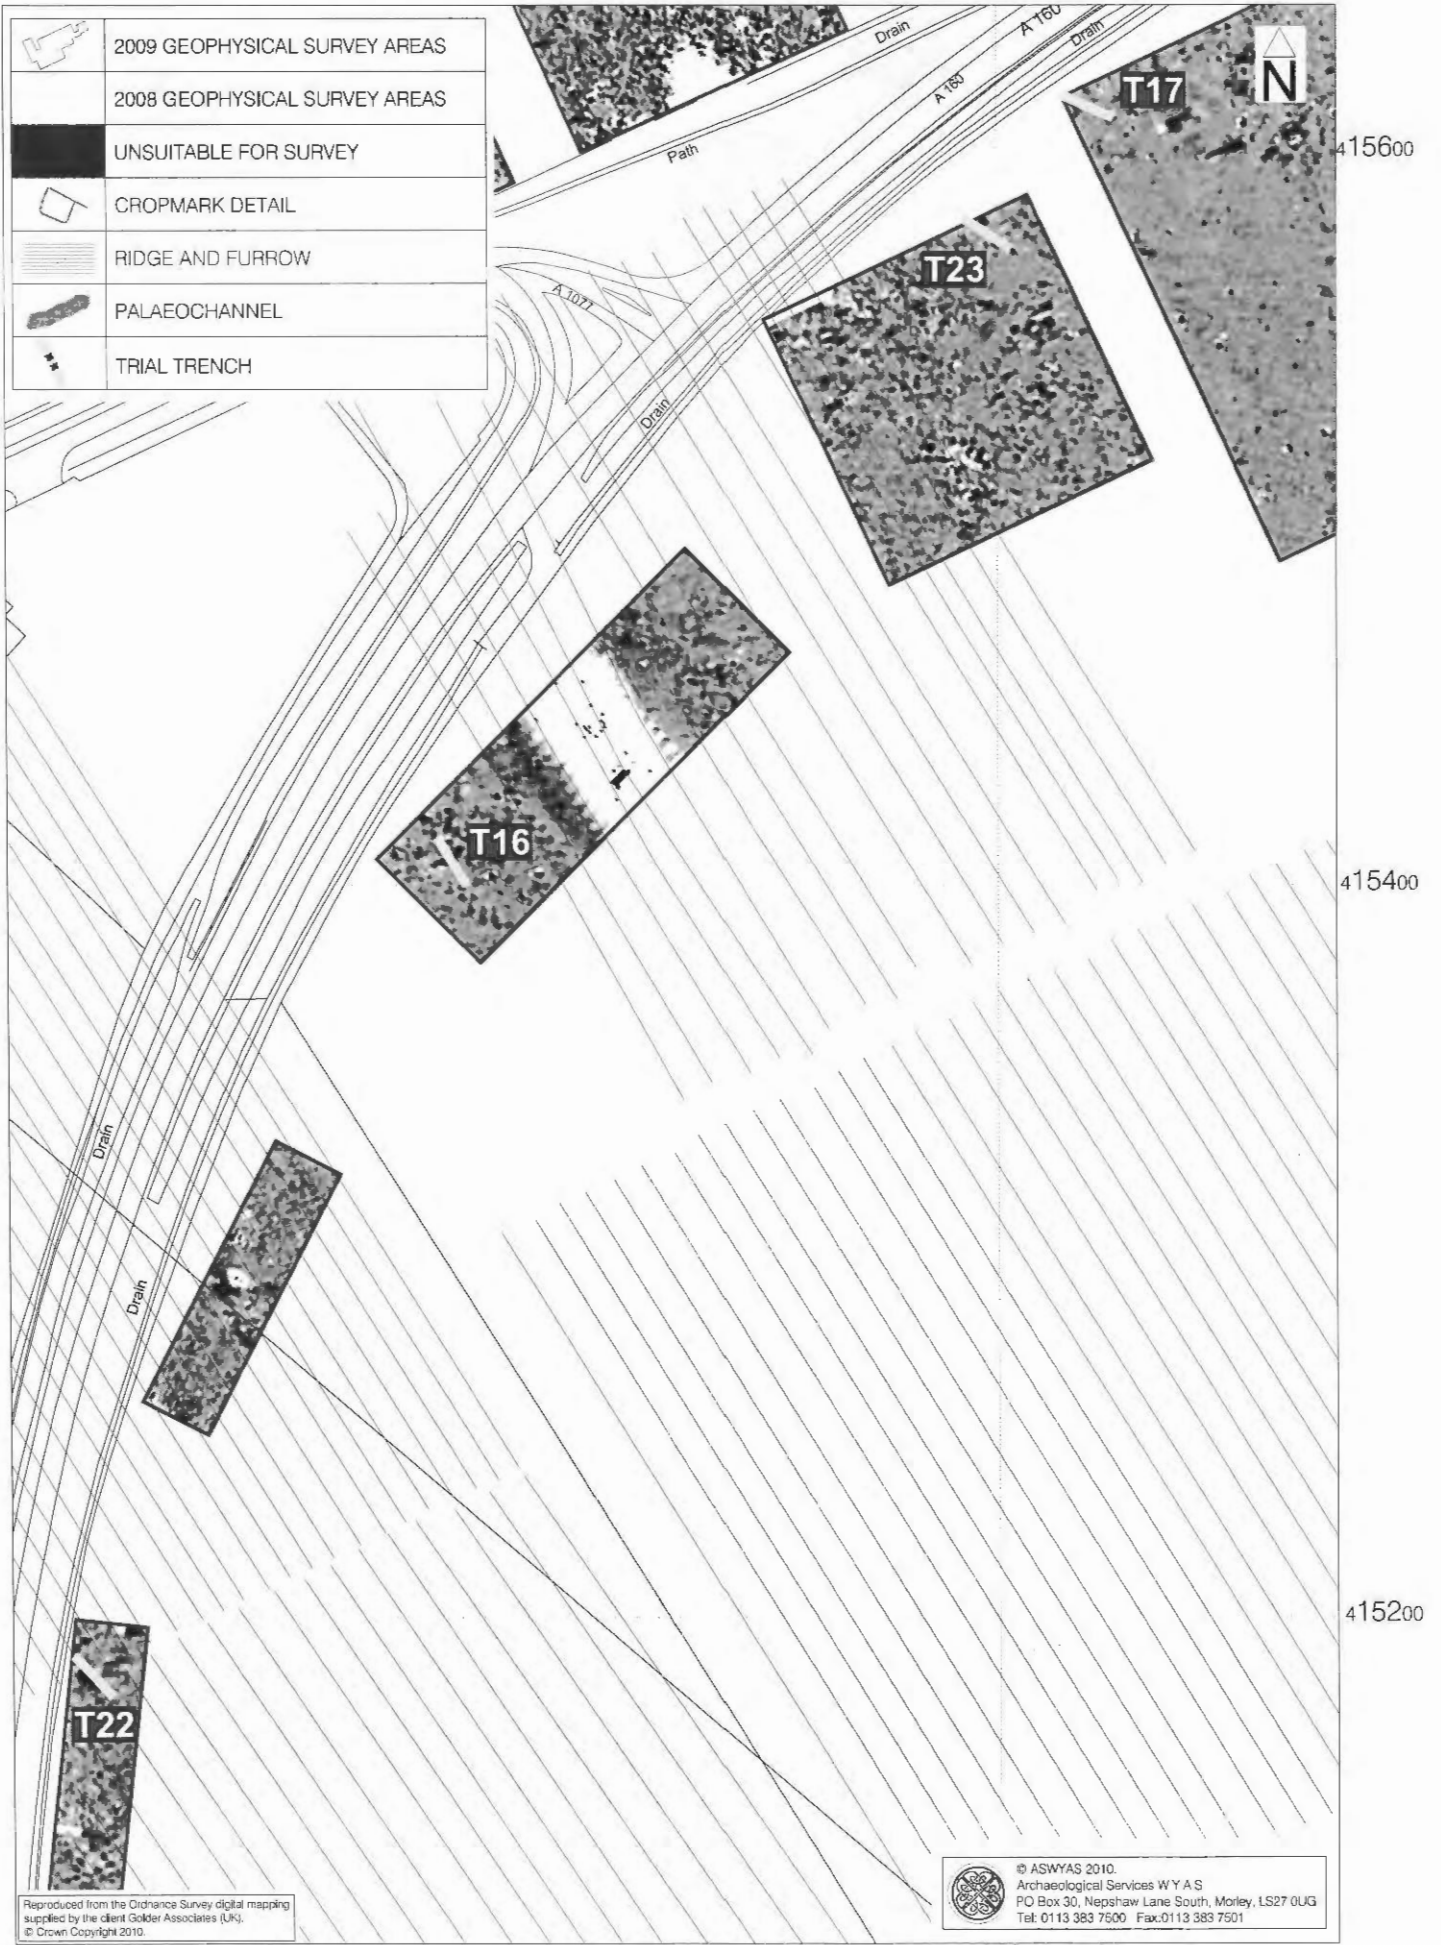 2009 GEOPHYSICAL SURVEY AREAS
2008 GEOPHYSICAL SURVEY AREAS
UNSUITABLE FOR SURVEY
CROPMARK DETAIL
RIDGE AND FURROW
PALAEOCHANNEL
TRIAL TRENCH
Drain
A 160
Drain
A 160
Path
T17
N
415600
T23
A 1077
Drain
T16
415400
Drain
Drain
415200
T22
Reproduced from the Ordnance Survey digital mapping
supplied by the client Golder Associates (UK).
© Crown Copyright 2010.
© ASWYAS 2010.
Archaeological Services W Y A S
PO Box 30, Nepshaw Lane South, Morley, LS27 0UG
Tel: 0113 383 7500 Fax:0113 383 7501